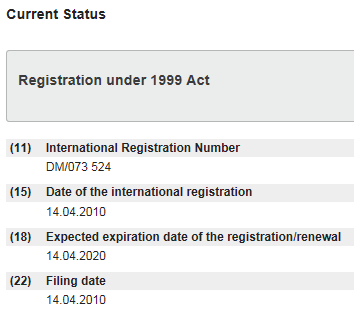 Current Status
Registration under 1999 Act
(11) International Registration Number
DM/073 524
(15) Date of the international registration
14.04.2010
(18) Expected expiration date of the registration/renewal
14.04.2020
(22) Filing date
14.04.2010